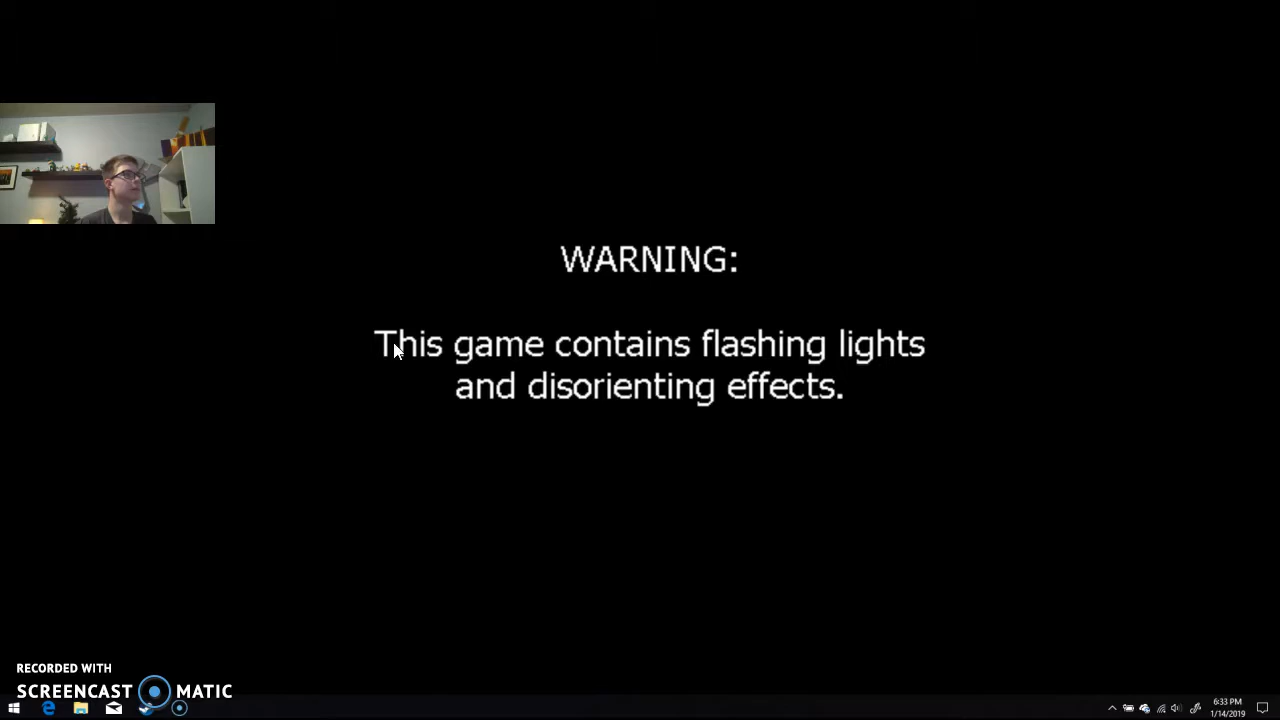 WARNING:
This game contains flashing lights
and disorienting effects.
RECORDED WITH
SCREENCAST MATIC
6:33 PM
1/14/2019